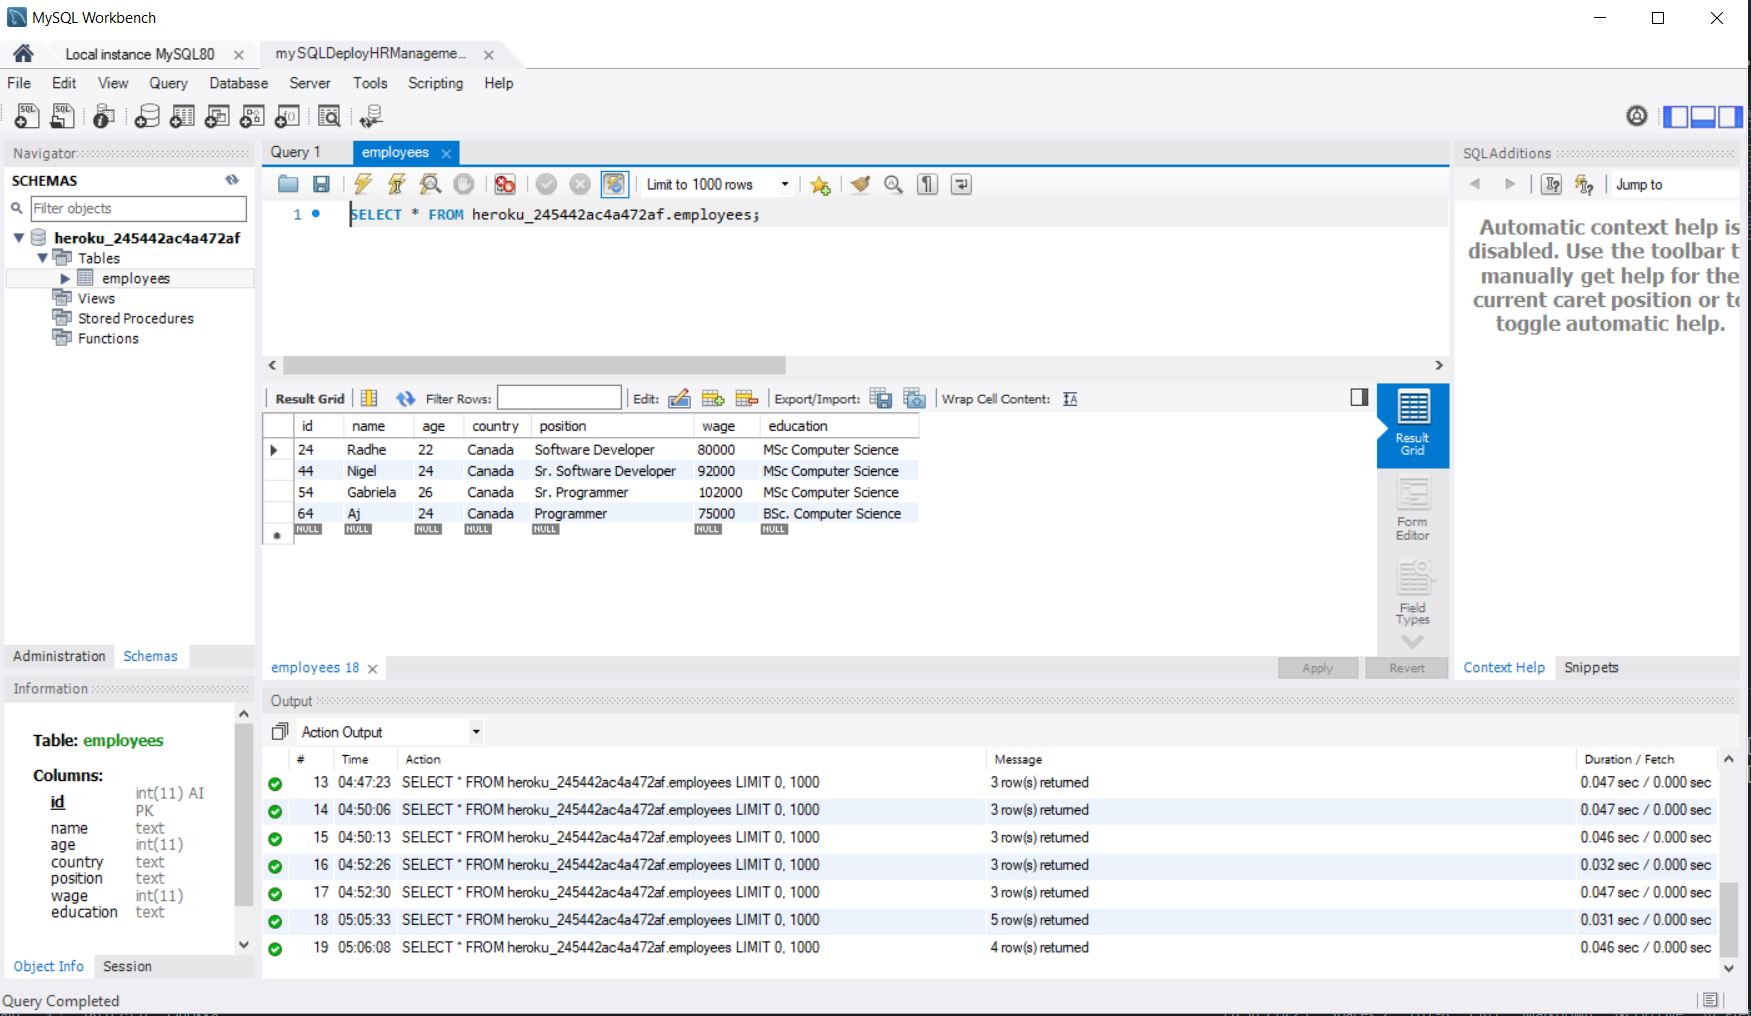 MySQL Workbench
Local instance MySQL80
mySQLDeployHRManageme...
File Edit View Query Database Server Tools Scripting Help
Navigator
SCHEMAS
Filter objects
heroku_245442ac4a472af
Tables
employees
Views
Stored Procedures
Functions
Administration Schemas
Information
Table: employees
Columns:
id int(11) AI PK
name text
age int(11)
country text
position text
wage int(11)
education text
Object Info Session
Query 1 employees
Limit to 1000 rows
1 SELECT * FROM heroku_245442ac4a472af.employees;
Result Grid Filter Rows: Edit: Export/Import: Wrap Cell Content:
id name age country position wage education
24 Radhe 22 Canada Software Developer 80000 MSc Computer Science
44 Nigel 24 Canada Sr. Software Developer 92000 MSc Computer Science
54 Gabriela 26 Canada Sr. Programmer 102000 MSc Computer Science
64 Aj 24 Canada Programmer 75000 BSc. Computer Science
NULL NULL NULL NULL NULL NULL NULL
Result Grid
Form Editor
Field Types
employees 18
Apply Revert
SQLAdditions
Jump to
Automatic context help is
disabled. Use the toolbar t
manually get help for the
current caret position or to
toggle automatic help.
Context Help Snippets
Output
Action Output
# Time Action Message Duration / Fetch
13 04:47:23 SELECT * FROM heroku_245442ac4a472af.employees LIMIT 0, 1000 3 row(s) returned 0.047 sec / 0.000 sec
14 04:50:06 SELECT * FROM heroku_245442ac4a472af.employees LIMIT 0, 1000 3 row(s) returned 0.047 sec / 0.000 sec
15 04:50:13 SELECT * FROM heroku_245442ac4a472af.employees LIMIT 0, 1000 3 row(s) returned 0.046 sec / 0.000 sec
16 04:52:26 SELECT * FROM heroku_245442ac4a472af.employees LIMIT 0, 1000 3 row(s) returned 0.032 sec / 0.000 sec
17 04:52:30 SELECT * FROM heroku_245442ac4a472af.employees LIMIT 0, 1000 3 row(s) returned 0.047 sec / 0.000 sec
18 05:05:33 SELECT * FROM heroku_245442ac4a472af.employees LIMIT 0, 1000 5 row(s) returned 0.031 sec / 0.000 sec
19 05:06:08 SELECT * FROM heroku_245442ac4a472af.employees LIMIT 0, 1000 4 row(s) returned 0.046 sec / 0.000 sec
Query Completed